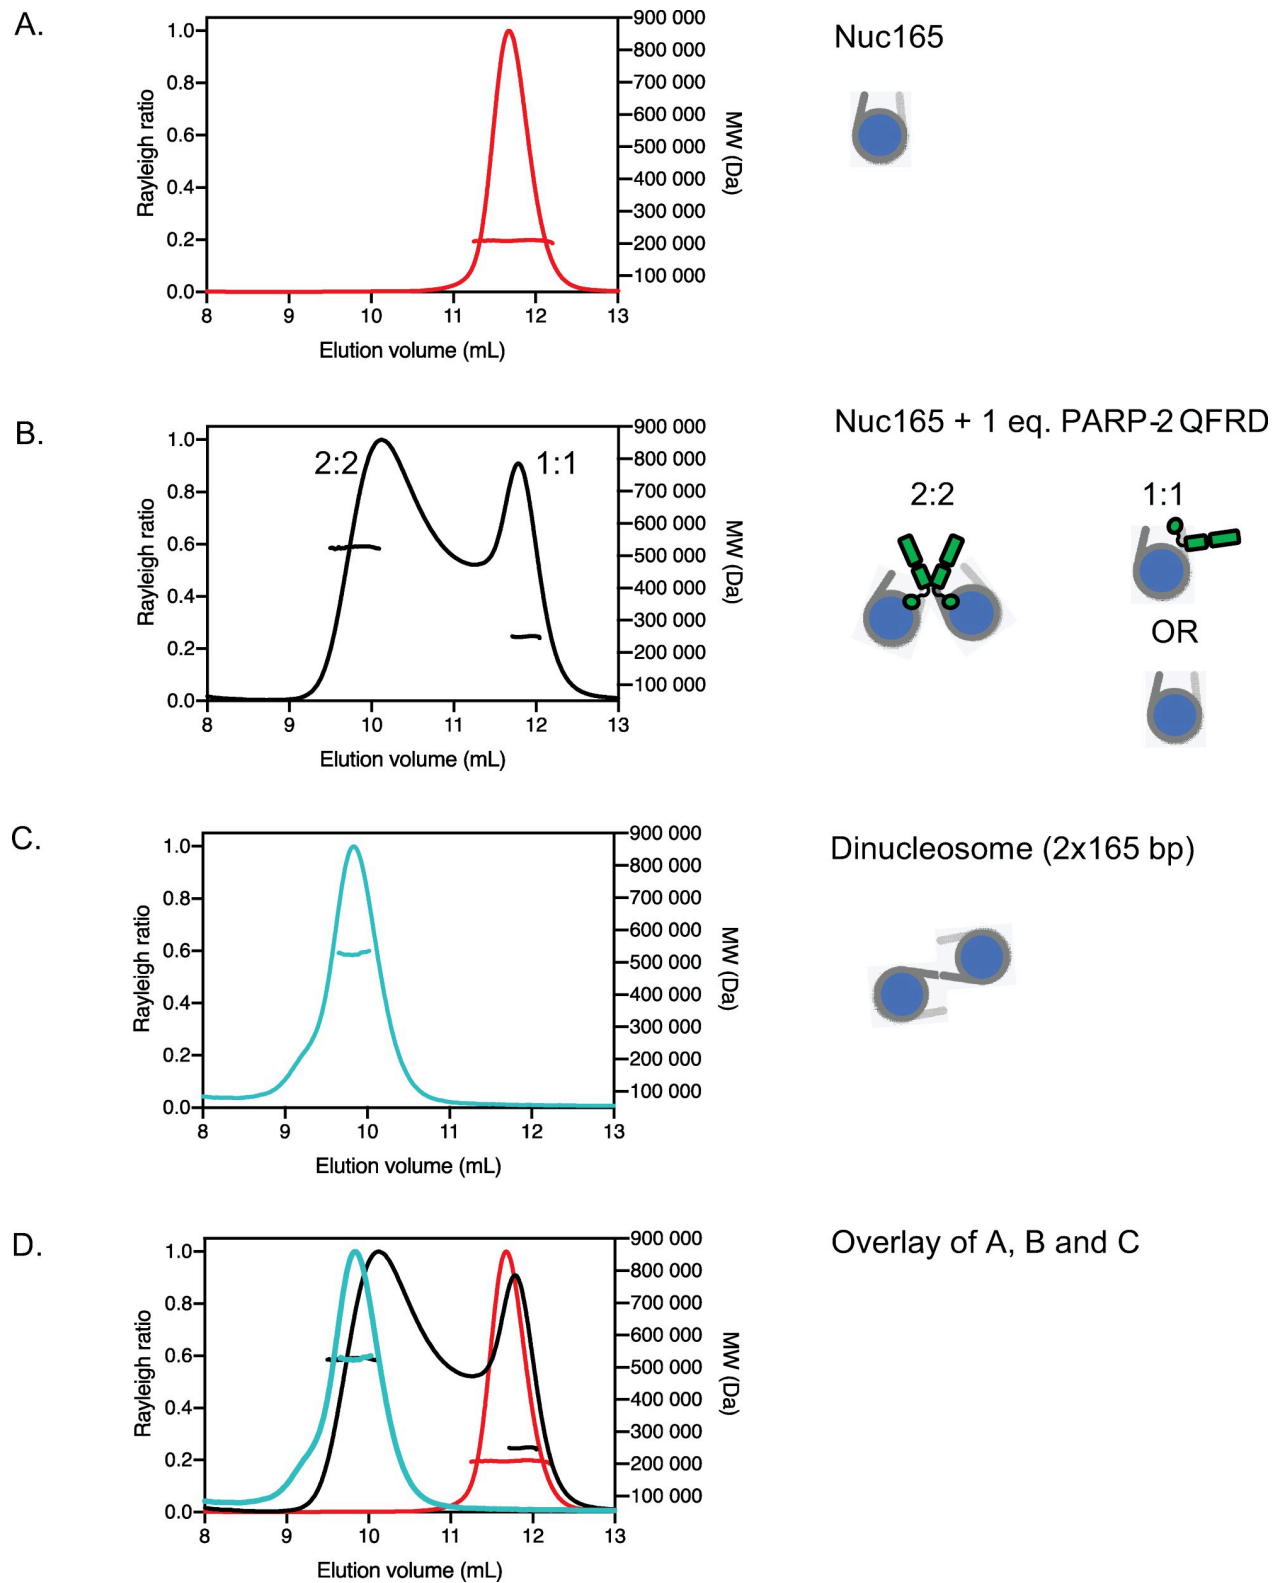 A.
Nuc165
Rayleigh ratio
1.0
0.8
0.6
0.4
0.2
0.0
8 9 10 11 12 13
Elution volume (mL)
900 000
800 000
700 000
600 000
500 000
400 000
300 000
200 000
100 000
MW (Da)
B.
Nuc165 + 1 eq. PARP-2 QFRD
Rayleigh ratio
1.0
0.8
0.6
0.4
0.2
0.0
2:2
1:1
8 9 10 11 12 13
Elution volume (mL)
900 000
800 000
700 000
600 000
500 000
400 000
300 000
200 000
100 000
MW (Da)
2:2
1:1
OR
C.
Dinucleosome (2x165 bp)
Rayleigh ratio
1.0
0.8
0.6
0.4
0.2
0.0
8 9 10 11 12 13
Elution volume (mL)
900 000
800 000
700 000
600 000
500 000
400 000
300 000
200 000
100 000
MW (Da)
D.
Overlay of A, B and C
Rayleigh ratio
1.0
0.8
0.6
0.4
0.2
0.0
8 9 10 11 12 13
Elution volume (mL)
900 000
800 000
700 000
600 000
500 000
400 000
300 000
200 000
100 000
MW (Da)